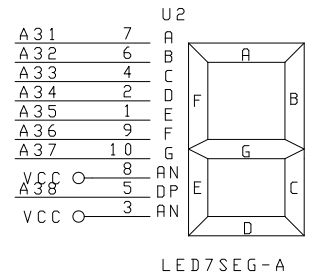 U2
A31 7 A
A32 6 B
A33 4 C
A34 2 D
A35 1 E
A36 9 F
A37 10 G
VCC 8 AN
A38 5 DP
VCC 3 AN
A
F B
G
E C
D
LED7SEG-A